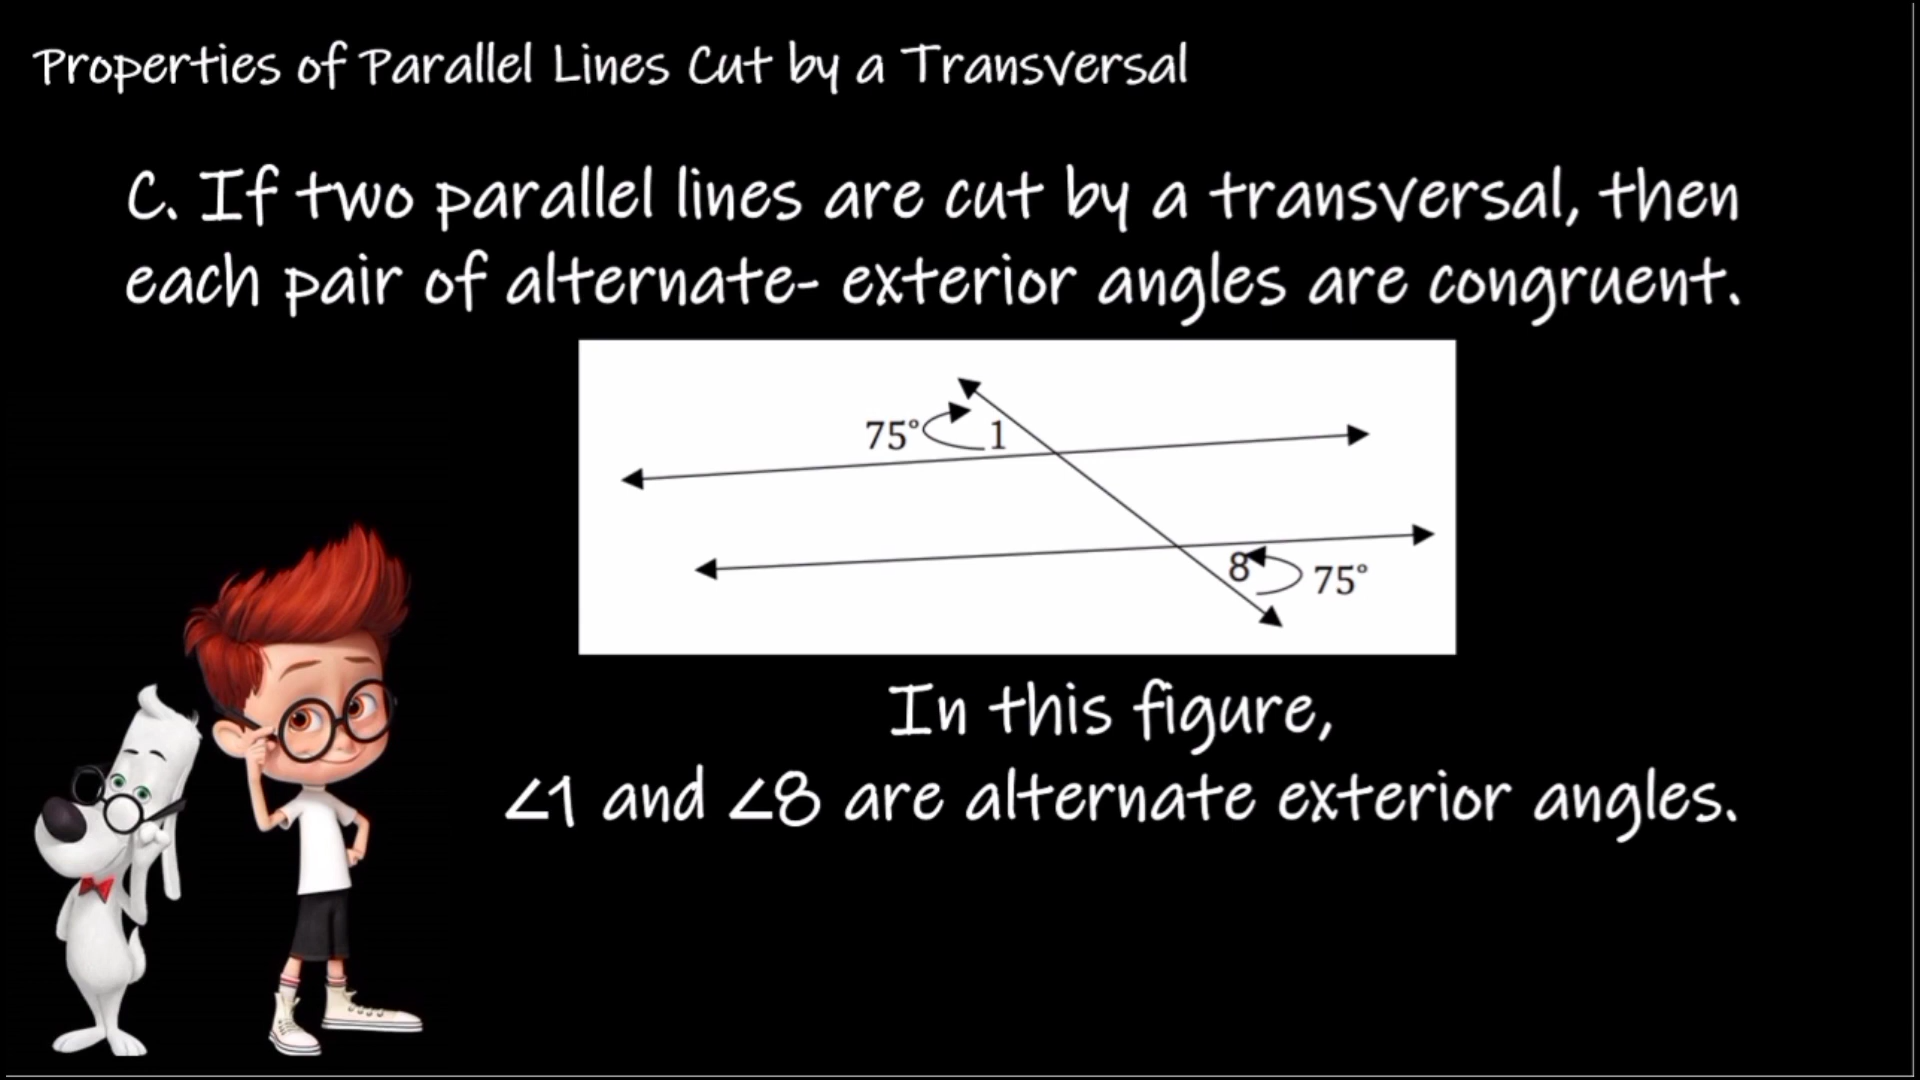 Properties of Parallel Lines Cut by a Transversal
C. If two parallel lines are cut by a transversal, then
each pair of alternate- exterior angles are congruent.
75° 1
8 75°
In this figure,
∠1 and ∠8 are alternate exterior angles.